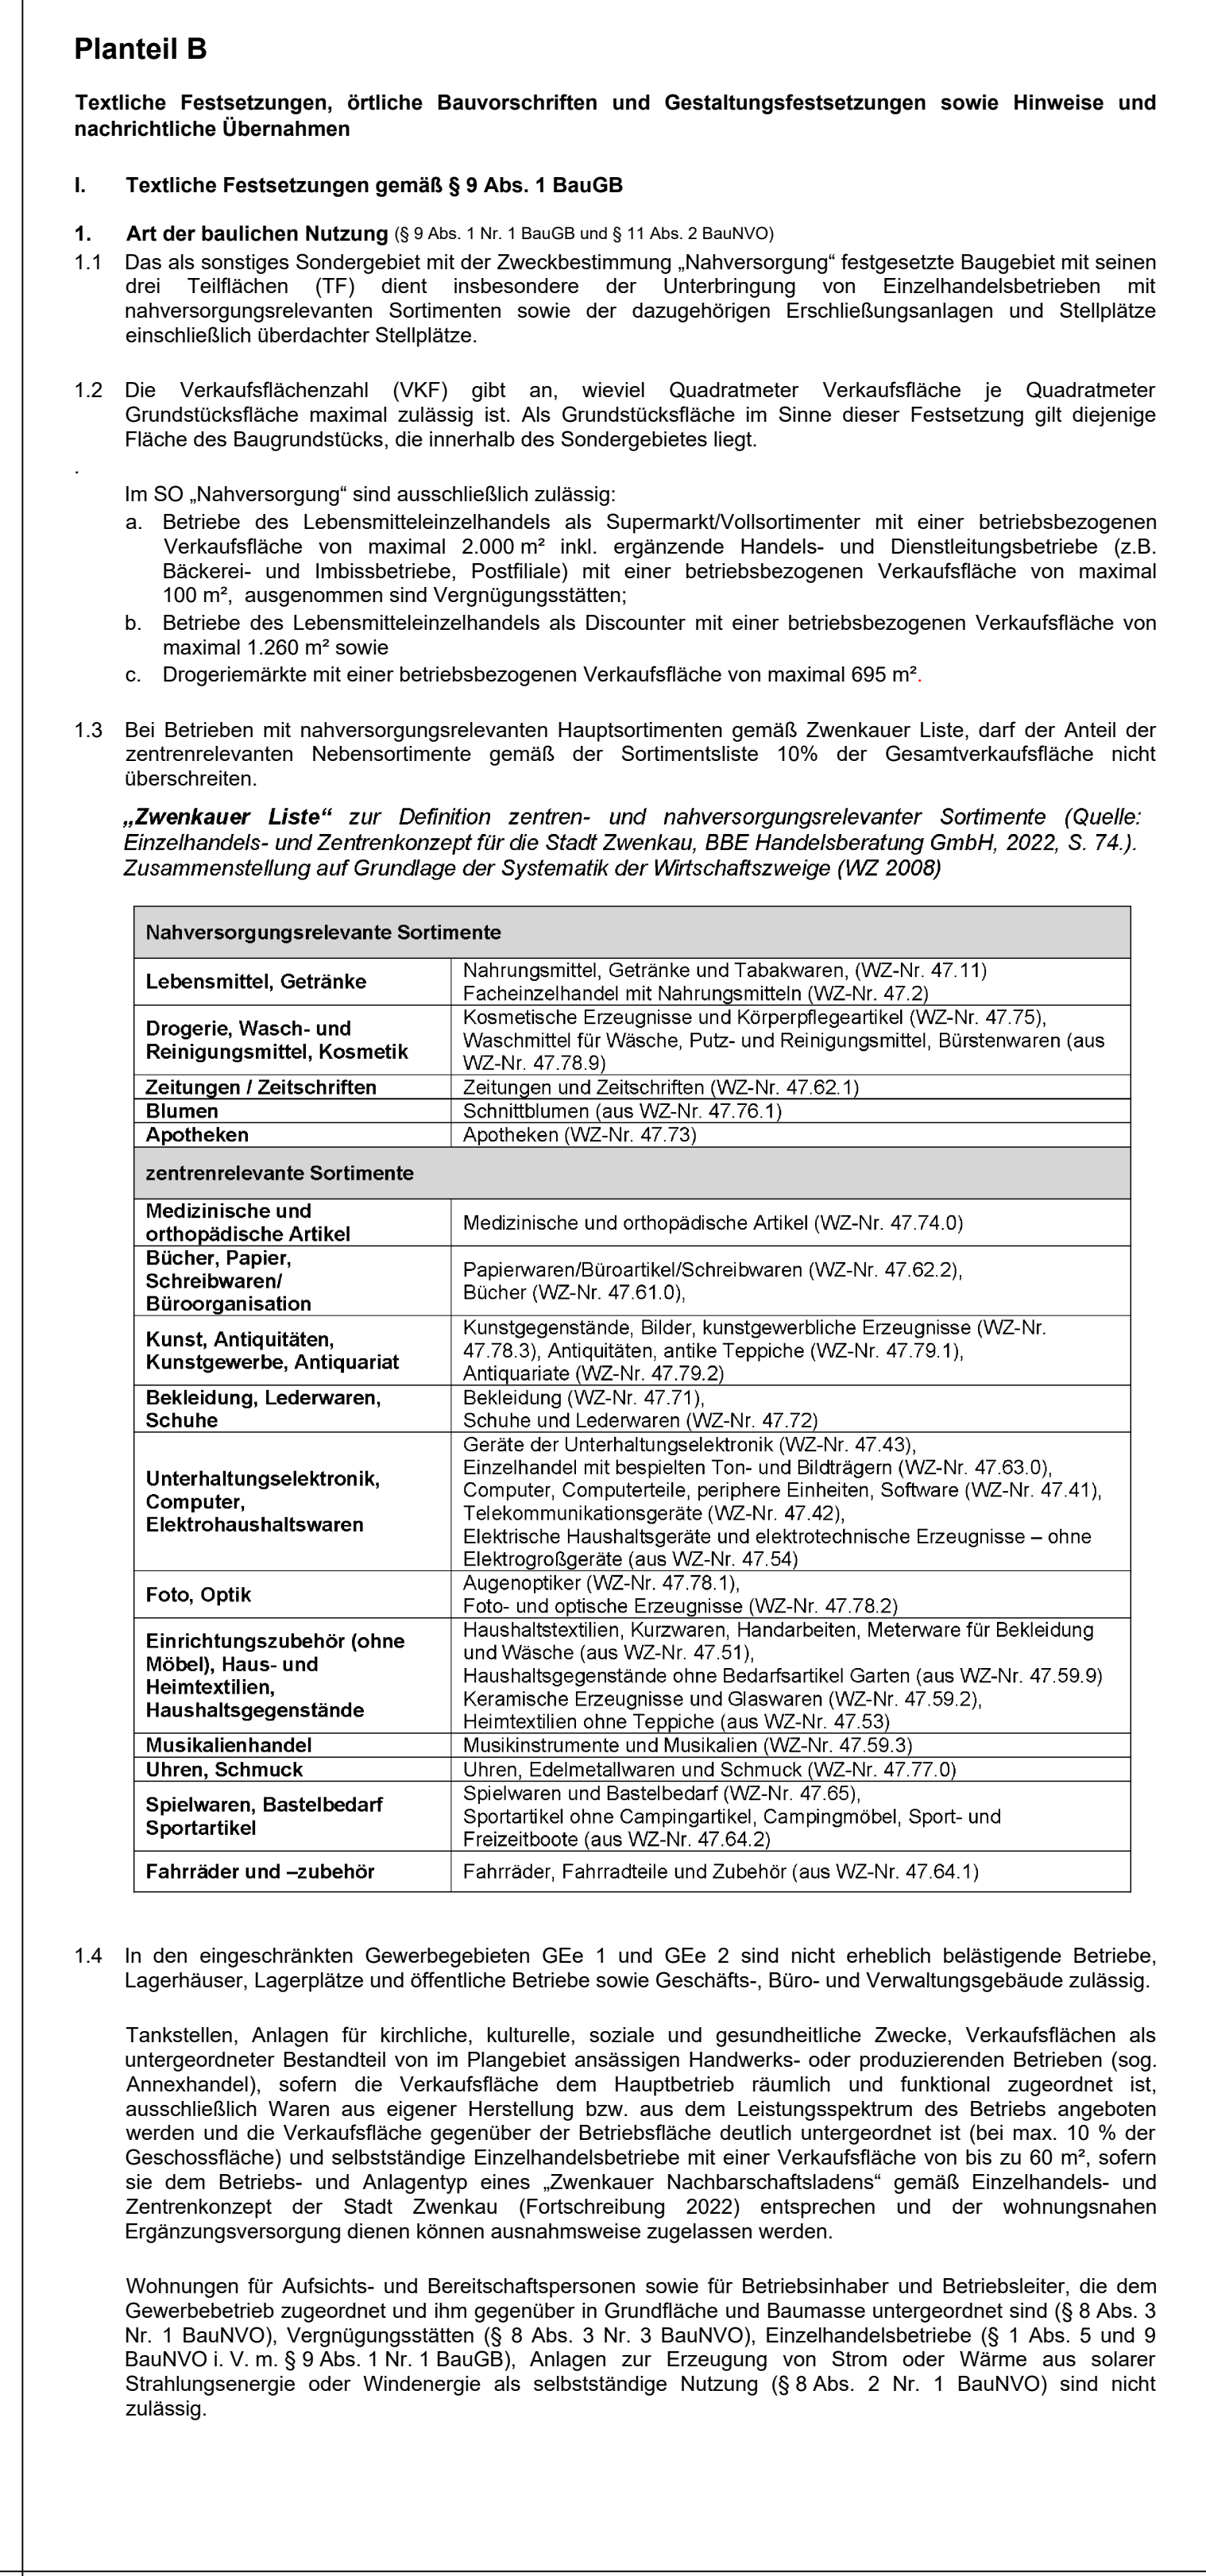 Planteil B
Textliche Festsetzungen, örtliche Bauvorschriften und Gestaltungsfestsetzungen sowie Hinweise und
nachrichtliche Übernahmen
I. Textliche Festsetzungen gemäß § 9 Abs. 1 BauGB
1. Art der baulichen Nutzung (§ 9 Abs. 1 Nr. 1 BauGB und § 11 Abs. 2 BauNVO)
1.1 Das als sonstiges Sondergebiet mit der Zweckbestimmung „Nahversorgung“ festgesetzte Baugebiet mit seinen
drei Teilflächen (TF) dient insbesondere der Unterbringung von Einzelhandelsbetrieben mit
nahversorgungsrelevanten Sortimenten sowie der dazugehörigen Erschließungsanlagen und Stellplätze
einschließlich überdachter Stellplätze.
1.2 Die Verkaufsflächenzahl (VKF) gibt an, wieviel Quadratmeter Verkaufsfläche je Quadratmeter
Grundstücksfläche maximal zulässig ist. Als Grundstücksfläche im Sinne dieser Festsetzung gilt diejenige
Fläche des Baugrundstücks, die innerhalb des Sondergebietes liegt.
.
Im SO „Nahversorgung“ sind ausschließlich zulässig:
a. Betriebe des Lebensmitteleinzelhandels als Supermarkt/Vollsortimenter mit einer betriebsbezogenen
Verkaufsfläche von maximal 2.000 m² inkl. ergänzende Handels- und Dienstleitungsbetriebe (z.B.
Bäckerei- und Imbissbetriebe, Postfiliale) mit einer betriebsbezogenen Verkaufsfläche von maximal
100 m², ausgenommen sind Vergnügungsstätten;
b. Betriebe des Lebensmitteleinzelhandels als Discounter mit einer betriebsbezogenen Verkaufsfläche von
maximal 1.260 m² sowie
c. Drogeriemärkte mit einer betriebsbezogenen Verkaufsfläche von maximal 695 m².
1.3 Bei Betrieben mit nahversorgungsrelevanten Hauptsortimenten gemäß Zwenkauer Liste, darf der Anteil der
zentrenrelevanten Nebensortimente gemäß der Sortimentsliste 10% der Gesamtverkaufsfläche nicht
überschreiten.
„Zwenkauer Liste“ zur Definition zentren- und nahversorgungsrelevanter Sortimente (Quelle:
Einzelhandels- und Zentrenkonzept für die Stadt Zwenkau, BBE Handelsberatung GmbH, 2022, S. 74.).
Zusammenstellung auf Grundlage der Systematik der Wirtschaftszweige (WZ 2008)
Nahversorgungsrelevante Sortimente
Lebensmittel, Getränke
Nahrungsmittel, Getränke und Tabakwaren, (WZ-Nr. 47.11)
Facheinzelhandel mit Nahrungsmitteln (WZ-Nr. 47.2)
Drogerie, Wasch- und
Reinigungsmittel, Kosmetik
Kosmetische Erzeugnisse und Körperpflegeartikel (WZ-Nr. 47.75),
Waschmittel für Wäsche, Putz- und Reinigungsmittel, Bürstenwaren (aus
WZ-Nr. 47.78.9)
Zeitungen / Zeitschriften
Zeitungen und Zeitschriften (WZ-Nr. 47.62.1)
Blumen
Schnittblumen (aus WZ-Nr. 47.76.1)
Apotheken
Apotheken (WZ-Nr. 47.73)
zentrenrelevante Sortimente
Medizinische und
orthopädische Artikel
Medizinische und orthopädische Artikel (WZ-Nr. 47.74.0)
Bücher, Papier,
Schreibwaren/
Büroorganisation
Papierwaren/Büroartikel/Schreibwaren (WZ-Nr. 47.62.2),
Bücher (WZ-Nr. 47.61.0),
Kunst, Antiquitäten,
Kunstgewerbe, Antiquariat
Kunstgegenstände, Bilder, kunstgewerbliche Erzeugnisse (WZ-Nr.
47.78.3), Antiquitäten, antike Teppiche (WZ-Nr. 47.79.1),
Antiquariate (WZ-Nr. 47.79.2)
Bekleidung, Lederwaren,
Schuhe
Bekleidung (WZ-Nr. 47.71),
Schuhe und Lederwaren (WZ-Nr. 47.72)
Unterhaltungselektronik,
Computer,
Elektrohaushaltswaren
Geräte der Unterhaltungselektronik (WZ-Nr. 47.43),
Einzelhandel mit bespielten Ton- und Bildträgern (WZ-Nr. 47.63.0),
Computer, Computerteile, periphere Einheiten, Software (WZ-Nr. 47.41),
Telekommunikationsgeräte (WZ-Nr. 47.42),
Elektrische Haushaltsgeräte und elektrotechnische Erzeugnisse – ohne
Elektrogroßgeräte (aus WZ-Nr. 47.54)
Foto, Optik
Augenoptiker (WZ-Nr. 47.78.1),
Foto- und optische Erzeugnisse (WZ-Nr. 47.78.2)
Einrichtungszubehör (ohne
Möbel), Haus- und
Heimtextilien,
Haushaltsgegenstände
Haushaltstextilien, Kurzwaren, Handarbeiten, Meterware für Bekleidung
und Wäsche (aus WZ-Nr. 47.51),
Haushaltsgegenstände ohne Bedarfsartikel Garten (aus WZ-Nr. 47.59.9)
Keramische Erzeugnisse und Glaswaren (WZ-Nr. 47.59.2),
Heimtextilien ohne Teppiche (aus WZ-Nr. 47.53)
Musikalienhandel
Musikinstrumente und Musikalien (WZ-Nr. 47.59.3)
Uhren, Schmuck
Uhren, Edelmetallwaren und Schmuck (WZ-Nr. 47.77.0)
Spielwaren, Bastelbedarf
Sportartikel
Spielwaren und Bastelbedarf (WZ-Nr. 47.65),
Sportartikel ohne Campingartikel, Campingmöbel, Sport- und
Freizeitboote (aus WZ-Nr. 47.64.2)
Fahrräder und –zubehör
Fahrräder, Fahrradteile und Zubehör (aus WZ-Nr. 47.64.1)
1.4 In den eingeschränkten Gewerbegebieten GEe 1 und GEe 2 sind nicht erheblich belästigende Betriebe,
Lagerhäuser, Lagerplätze und öffentliche Betriebe sowie Geschäfts-, Büro- und Verwaltungsgebäude zulässig.
Tankstellen, Anlagen für kirchliche, kulturelle, soziale und gesundheitliche Zwecke, Verkaufsflächen als
untergeordneter Bestandteil von im Plangebiet ansässigen Handwerks- oder produzierenden Betrieben (sog.
Annexhandel), sofern die Verkaufsfläche dem Hauptbetrieb räumlich und funktional zugeordnet ist,
ausschließlich Waren aus eigener Herstellung bzw. aus dem Leistungsspektrum des Betriebs angeboten
werden und die Verkaufsfläche gegenüber der Betriebsfläche deutlich untergeordnet ist (bei max. 10 % der
Geschossfläche) und selbstständige Einzelhandelsbetriebe mit einer Verkaufsfläche von bis zu 60 m², sofern
sie dem Betriebs- und Anlagentyp eines „Zwenkauer Nachbarschaftsladens“ gemäß Einzelhandels- und
Zentrenkonzept der Stadt Zwenkau (Fortschreibung 2022) entsprechen und der wohnungsnahen
Ergänzungsversorgung dienen können ausnahmsweise zugelassen werden.
Wohnungen für Aufsichts- und Bereitschaftspersonen sowie für Betriebsinhaber und Betriebsleiter, die dem
Gewerbebetrieb zugeordnet und ihm gegenüber in Grundfläche und Baumasse untergeordnet sind (§ 8 Abs. 3
Nr. 1 BauNVO), Vergnügungsstätten (§ 8 Abs. 3 Nr. 3 BauNVO), Einzelhandelsbetriebe (§ 1 Abs. 5 und 9
BauNVO i. V. m. § 9 Abs. 1 Nr. 1 BauGB), Anlagen zur Erzeugung von Strom oder Wärme aus solarer
Strahlungsenergie oder Windenergie als selbstständige Nutzung (§ 8 Abs. 2 Nr. 1 BauNVO) sind nicht
zulässig.